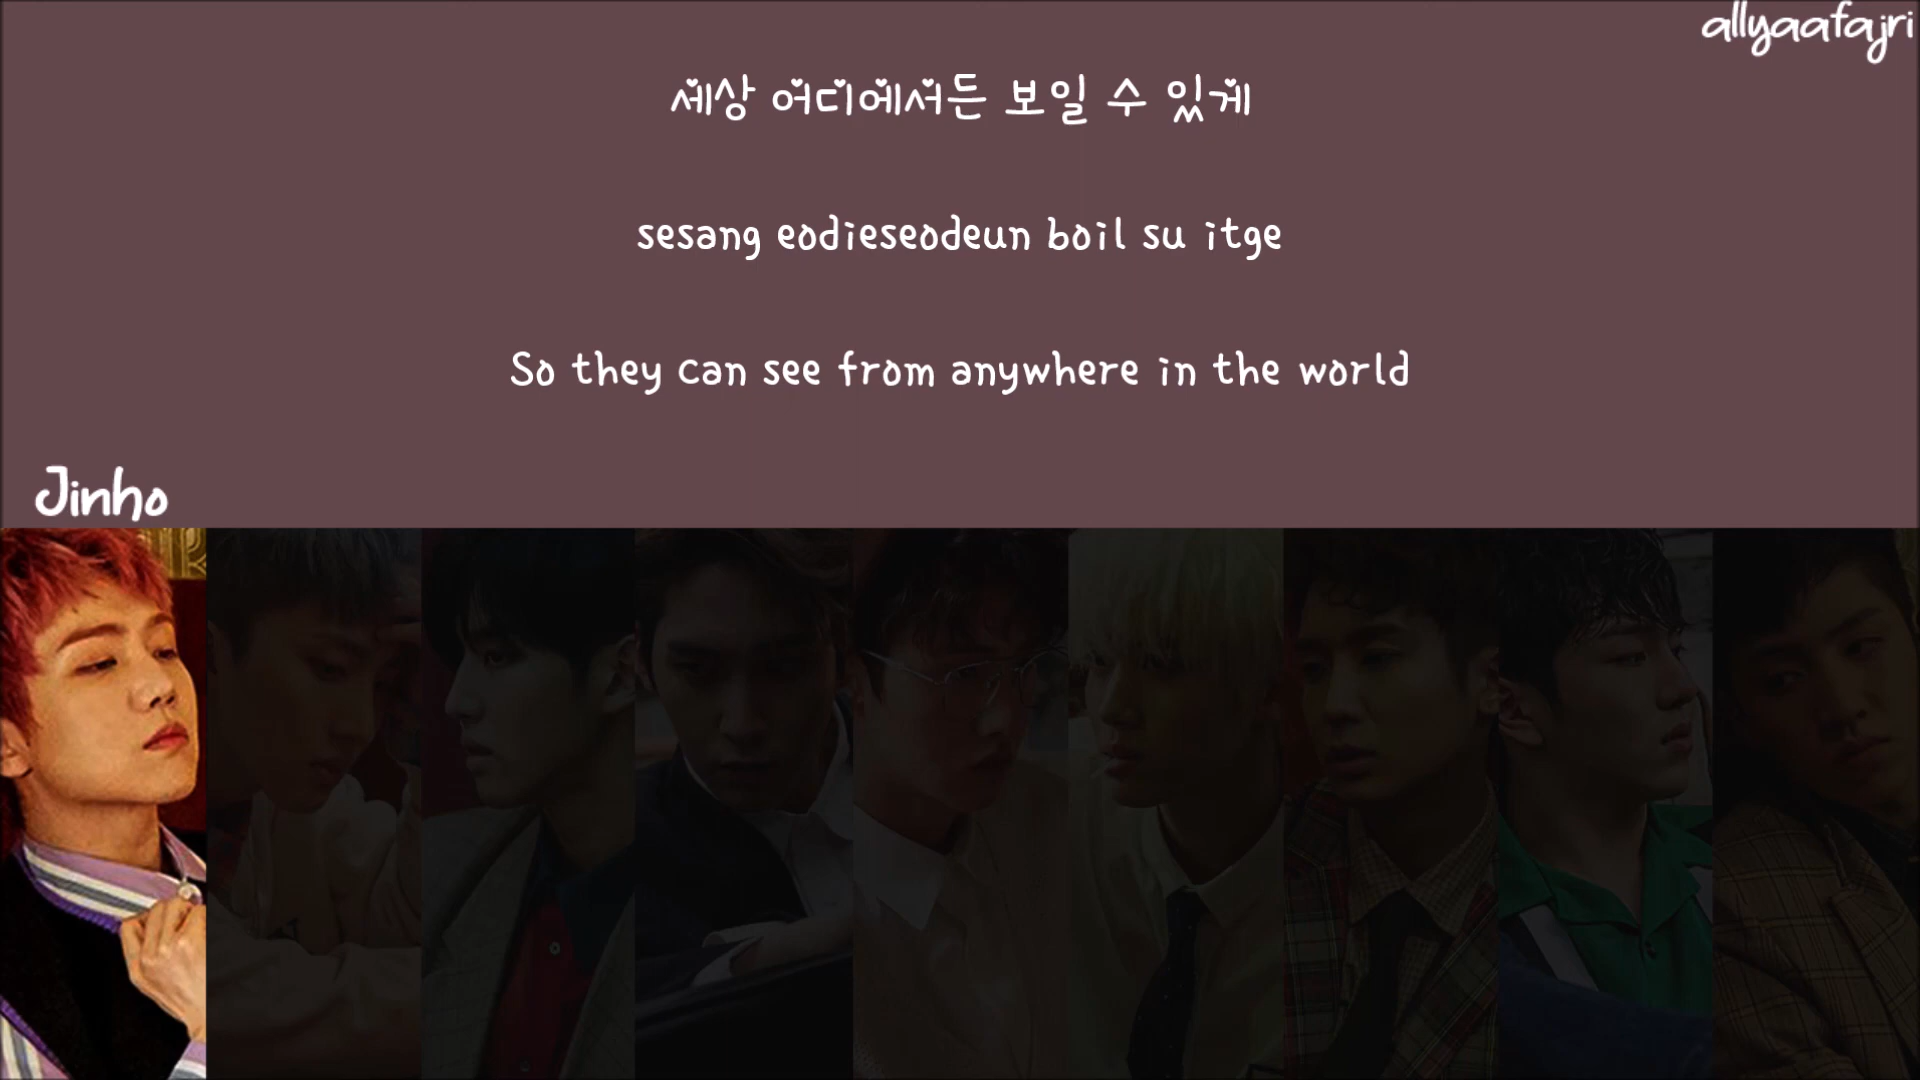 allyaafajri
세상 어디에서든 보일 수 있게
sesang eodieseodeun boil su itge
So they can see from anywhere in the world
Jinho